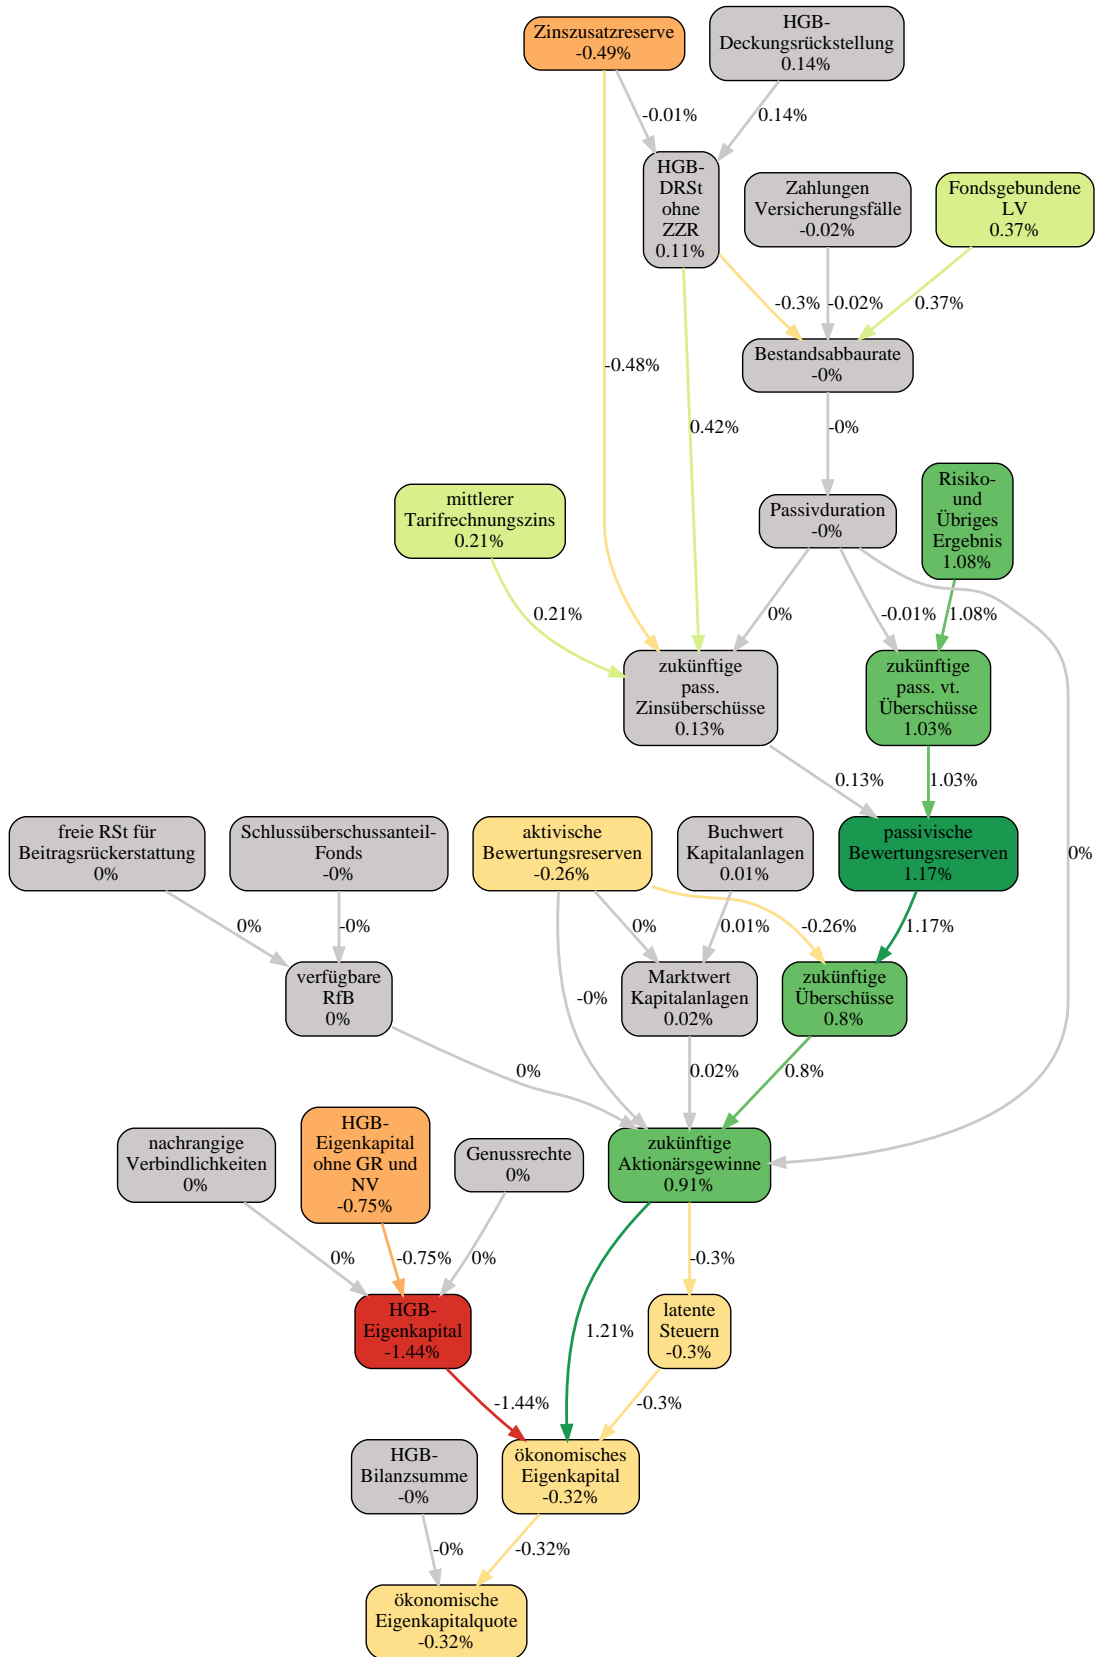 Zinszusatzreserve
-0.49%
HGB-
Deckungsrückstellung
0.14%
-0.01%
0.14%
HGB-
DRSt
ohne
ZZR
0.11%
Zahlungen
Versicherungsfälle
-0.02%
Fondsgebundene
LV
0.37%
-0.3%
-0.02%
0.37%
Bestandsabbaurate
-0%
-0.48%
0.42%
-0%
mittlerer
Tarifrechnungszins
0.21%
Passivduration
-0%
Risiko-
und
Übriges
Ergebnis
1.08%
0.21%
0%
-0.01%
1.08%
zukünftige
pass.
Zinsüberschüsse
0.13%
zukünftige
pass. vt.
Überschüsse
1.03%
0.13%
1.03%
0%
freie RSt für
Beitragsrückerstattung
0%
Schlussüberschussanteil-
Fonds
-0%
aktivische
Bewertungsreserven
-0.26%
Buchwert
Kapitalanlagen
0.01%
passivische
Bewertungsreserven
1.17%
0%
-0%
0%
0.01%
-0.26%
1.17%
verfügbare
RfB
0%
-0%
Marktwert
Kapitalanlagen
0.02%
zukünftige
Überschüsse
0.8%
0%
0.02%
0.8%
nachrangige
Verbindlichkeiten
0%
HGB-
Eigenkapital
ohne GR und
NV
-0.75%
Genussrechte
0%
zukünftige
Aktionärsgewinne
0.91%
0%
-0.75%
0%
-0.3%
HGB-
Eigenkapital
-1.44%
1.21%
latente
Steuern
-0.3%
-1.44%
-0.3%
HGB-
Bilanzsumme
-0%
ökonomisches
Eigenkapital
-0.32%
-0%
-0.32%
ökonomische
Eigenkapitalquote
-0.32%